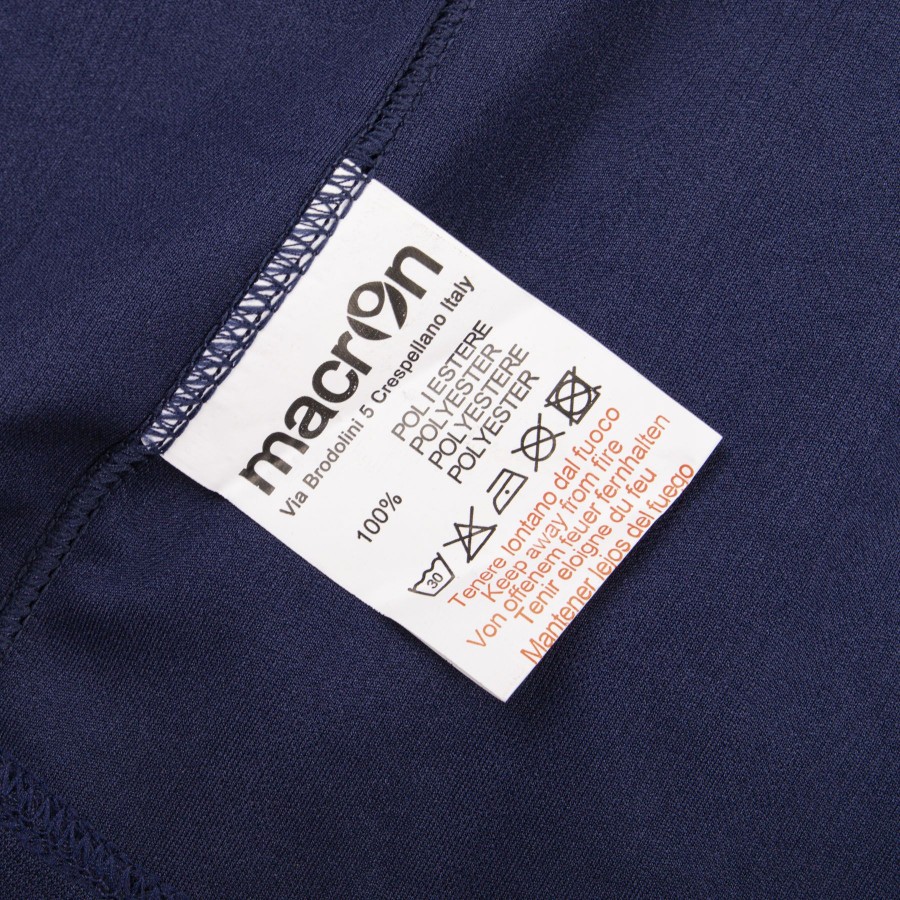 macron
Via Brodolini 5 Crespellano Italy
100%
POLIESTERE
POLYESTER
POLYESTERE
POLYESTER
30
Tenere lontano dal fuoco
Keep away from fire
Von offenem feuer fernhalten
Tenir eloigne du feu
Mantener lejos del fuego